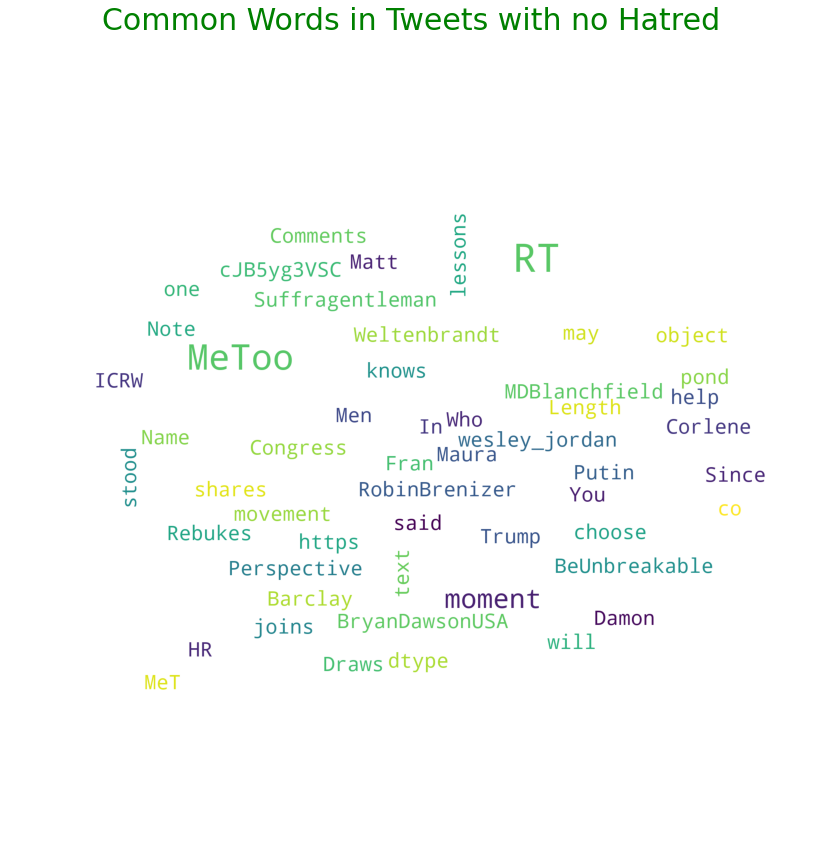 Common Words in Tweets with no Hatred
lessons
Comments
RT
Matt
cJB5yg3VSC
one
Suffragentleman
Note
Weltenbrandt
may
object
MeToo
knows
ICRW
pond
MDBlanchfield
help
Length
Men
Who
In
Corlene
Name
wesley_jordan
Congress
Maura
Fran
stood
Putin
Since
shares
RobinBrenizer
You
co
movement
said
Rebukes
choose
Trump
https
text
Perspective
BeUnbreakable
Barclay
moment
Damon
BryanDawsonUSA
joins
will
HR
Draws
dtype
MeT